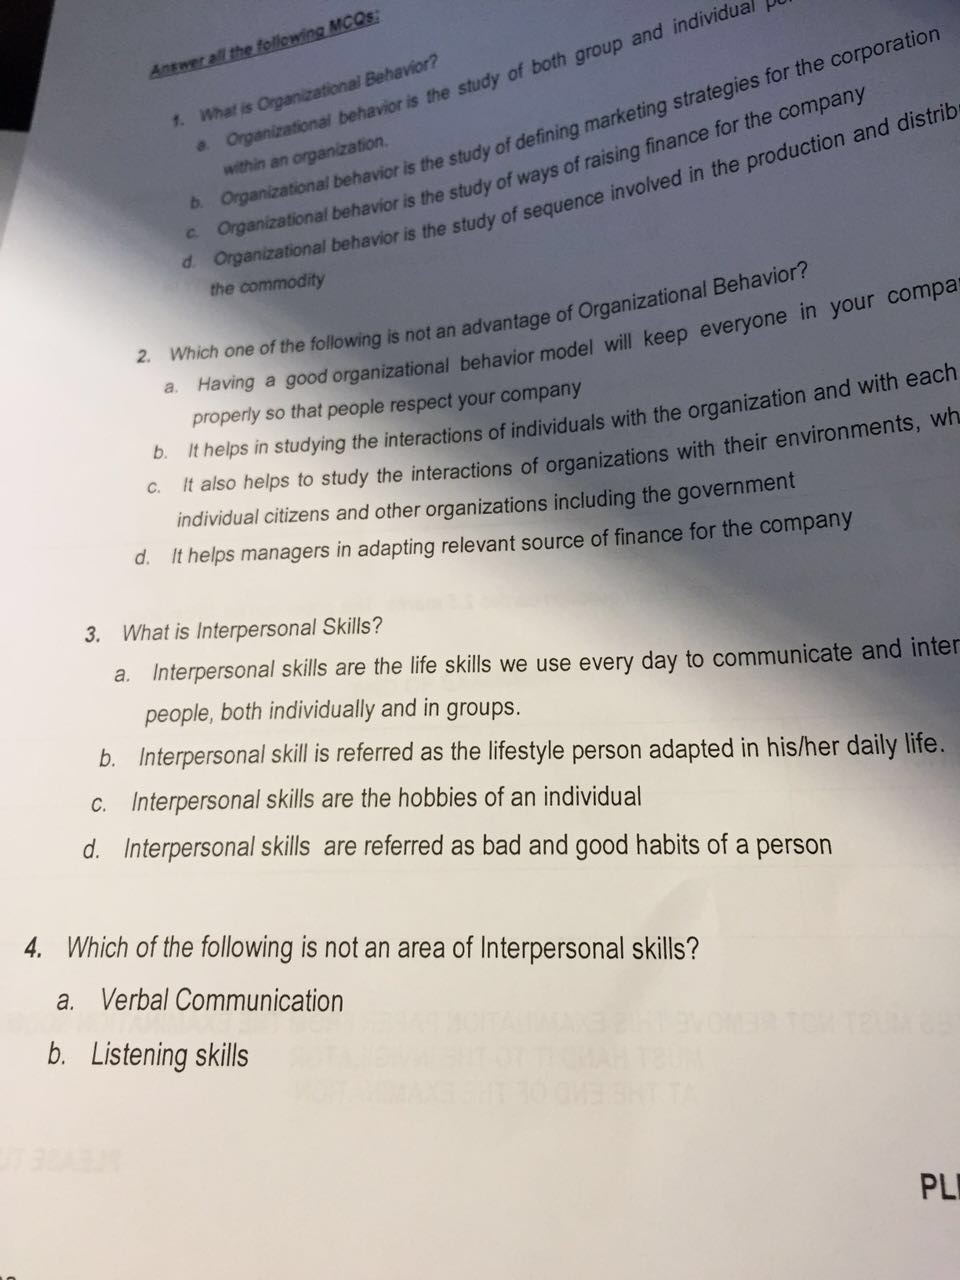 Answer all the following MCQs:
1. What is Organizational Behavior?
a. Organizational behavior is the study of both group and individual
within an organization.
b. Organizational behavior is the study of defining marketing strategies for the corporation
c. Organizational behavior is the study of ways of raising finance for the company
d. Organizational behavior is the study of sequence involved in the production and distrib
the commodity
2. Which one of the following is not an advantage of Organizational Behavior?
a. Having a good organizational behavior model will keep everyone in your compa
properly so that people respect your company
b. It helps in studying the interactions of individuals with the organization and with each
c. It also helps to study the interactions of organizations with their environments, wh
individual citizens and other organizations including the government
d. It helps managers in adapting relevant source of finance for the company
3. What is Interpersonal Skills?
a. Interpersonal skills are the life skills we use every day to communicate and inter
people, both individually and in groups.
b. Interpersonal skill is referred as the lifestyle person adapted in his/her daily life.
c. Interpersonal skills are the hobbies of an individual
d. Interpersonal skills are referred as bad and good habits of a person
4. Which of the following is not an area of Interpersonal skills?
a. Verbal Communication
b. Listening skills
PL